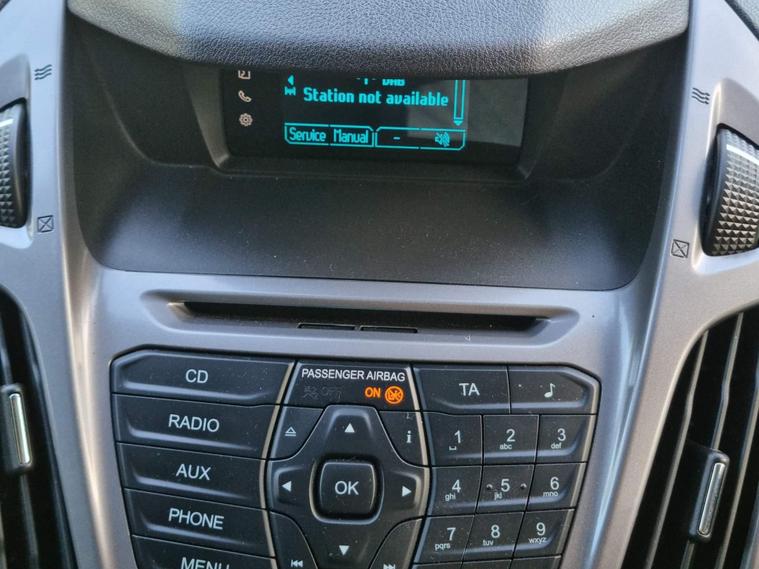 DAB
Station not available
Service Manual -
PASSENGER AIRBAG
OFF ON
CD
TA
RADIO
1 2 abc 3 def
i
AUX
OK
4 ghi 5 jkl 6 mno
PHONE
7 pqrs 8 tuv 9 wxyz
MENU